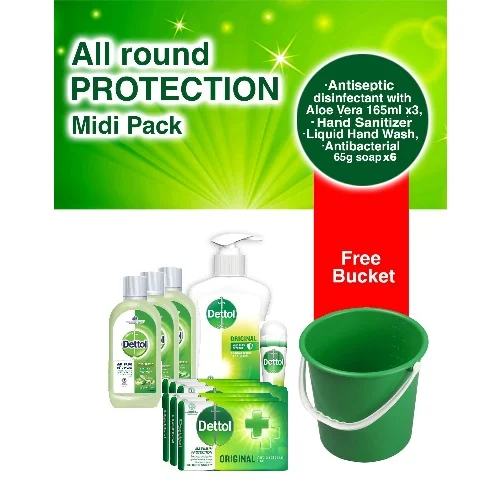 All round
PROTECTION
Midi Pack
·Antiseptic
disinfectant with
Aloe Vera 165ml x3,
·Hand Sanitizer
·Liquid Hand Wash,
·Antibacterial
65g soap x6
Free
Bucket
Dettol
Dettol
ORIGINAL
Dettol
Dettol
ORIGINAL